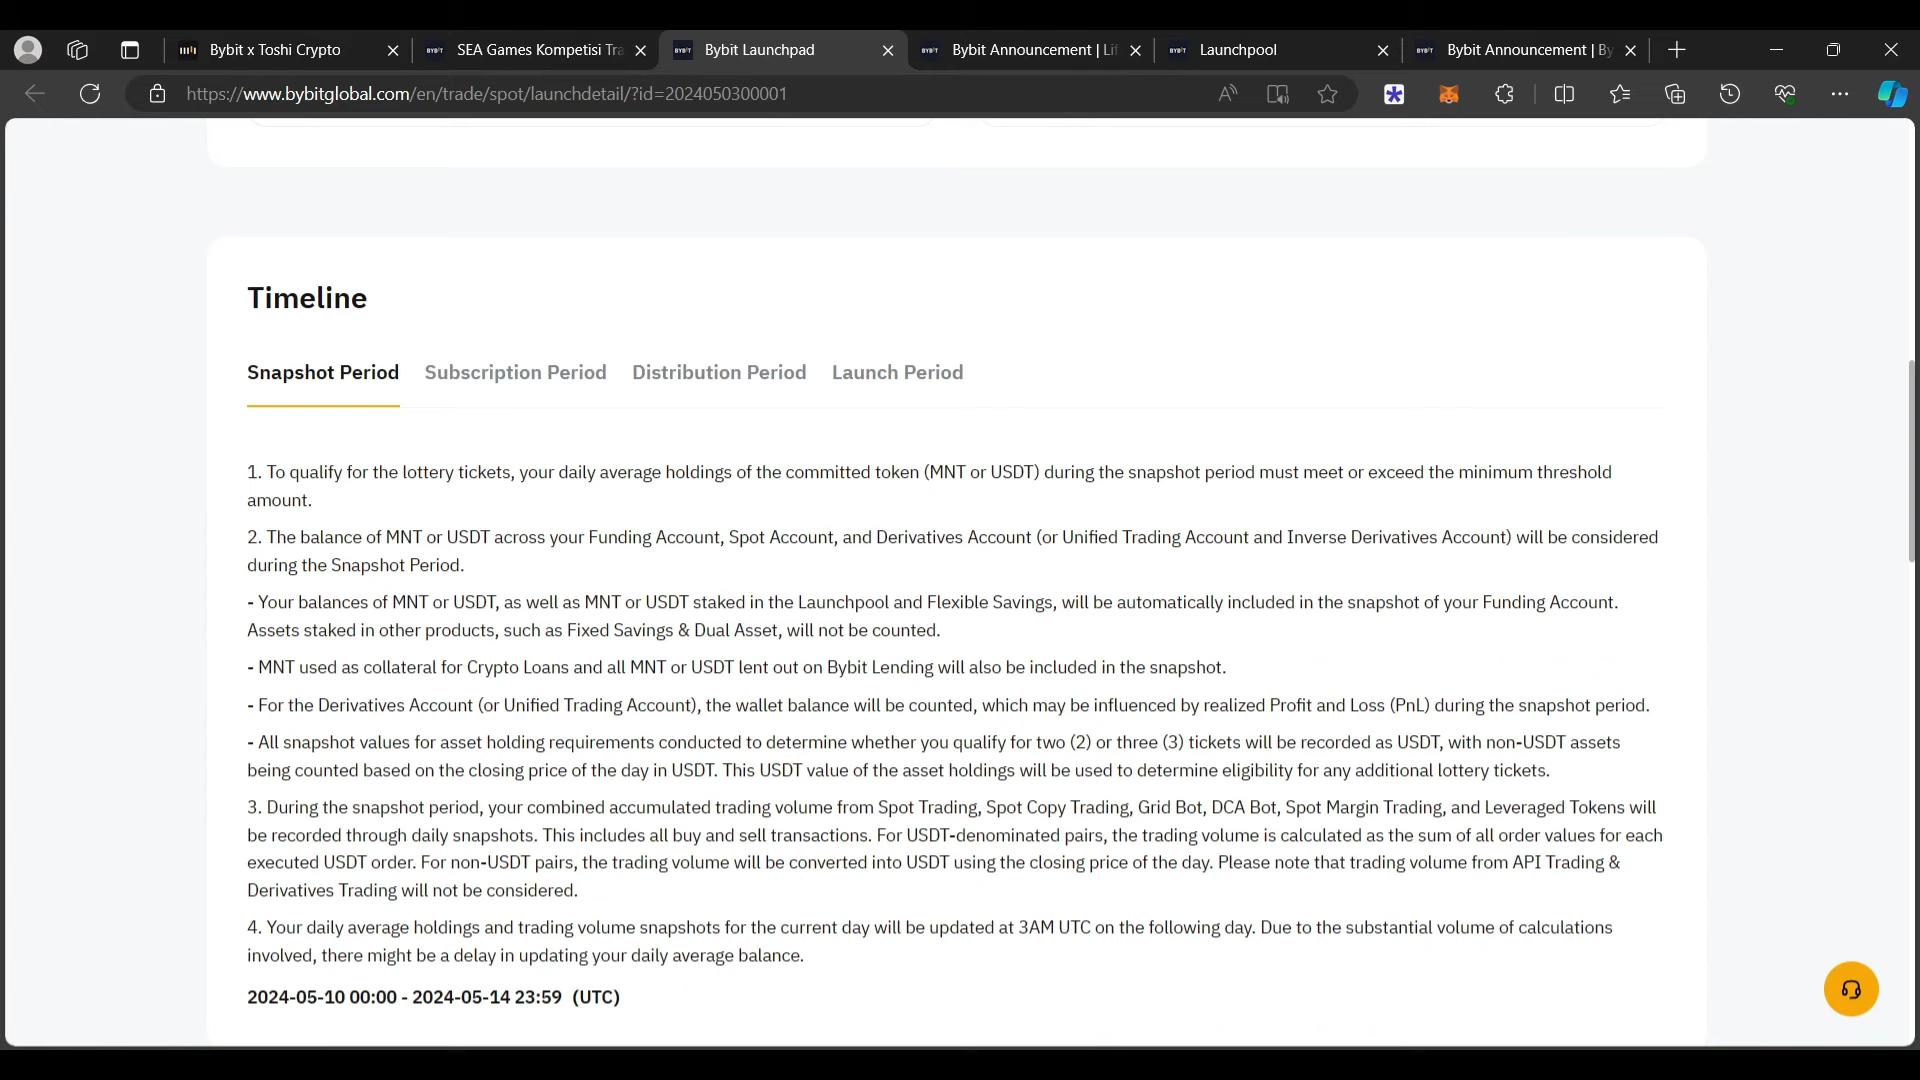 Bybit x Toshi Crypto
SEA Games Kompetisi Tra
Bybit Launchpad
Bybit Announcement | Lif
Launchpool
Bybit Announcement | By
https://www.bybitglobal.com/en/trade/spot/launchdetail/?id=2024050300001
Timeline
Snapshot Period Subscription Period Distribution Period Launch Period
1. To qualify for the lottery tickets, your daily average holdings of the committed token (MNT or USDT) during the snapshot period must meet or exceed the minimum threshold
amount.
2. The balance of MNT or USDT across your Funding Account, Spot Account, and Derivatives Account (or Unified Trading Account and Inverse Derivatives Account) will be considered
during the Snapshot Period.
- Your balances of MNT or USDT, as well as MNT or USDT staked in the Launchpool and Flexible Savings, will be automatically included in the snapshot of your Funding Account.
Assets staked in other products, such as Fixed Savings & Dual Asset, will not be counted.
- MNT used as collateral for Crypto Loans and all MNT or USDT lent out on Bybit Lending will also be included in the snapshot.
- For the Derivatives Account (or Unified Trading Account), the wallet balance will be counted, which may be influenced by realized Profit and Loss (PnL) during the snapshot period.
- All snapshot values for asset holding requirements conducted to determine whether you qualify for two (2) or three (3) tickets will be recorded as USDT, with non-USDT assets
being counted based on the closing price of the day in USDT. This USDT value of the asset holdings will be used to determine eligibility for any additional lottery tickets.
3. During the snapshot period, your combined accumulated trading volume from Spot Trading, Spot Copy Trading, Grid Bot, DCA Bot, Spot Margin Trading, and Leveraged Tokens will
be recorded through daily snapshots. This includes all buy and sell transactions. For USDT-denominated pairs, the trading volume is calculated as the sum of all order values for each
executed USDT order. For non-USDT pairs, the trading volume will be converted into USDT using the closing price of the day. Please note that trading volume from API Trading &
Derivatives Trading will not be considered.
4. Your daily average holdings and trading volume snapshots for the current day will be updated at 3AM UTC on the following day. Due to the substantial volume of calculations
involved, there might be a delay in updating your daily average balance.
2024-05-10 00:00 - 2024-05-14 23:59 (UTC)